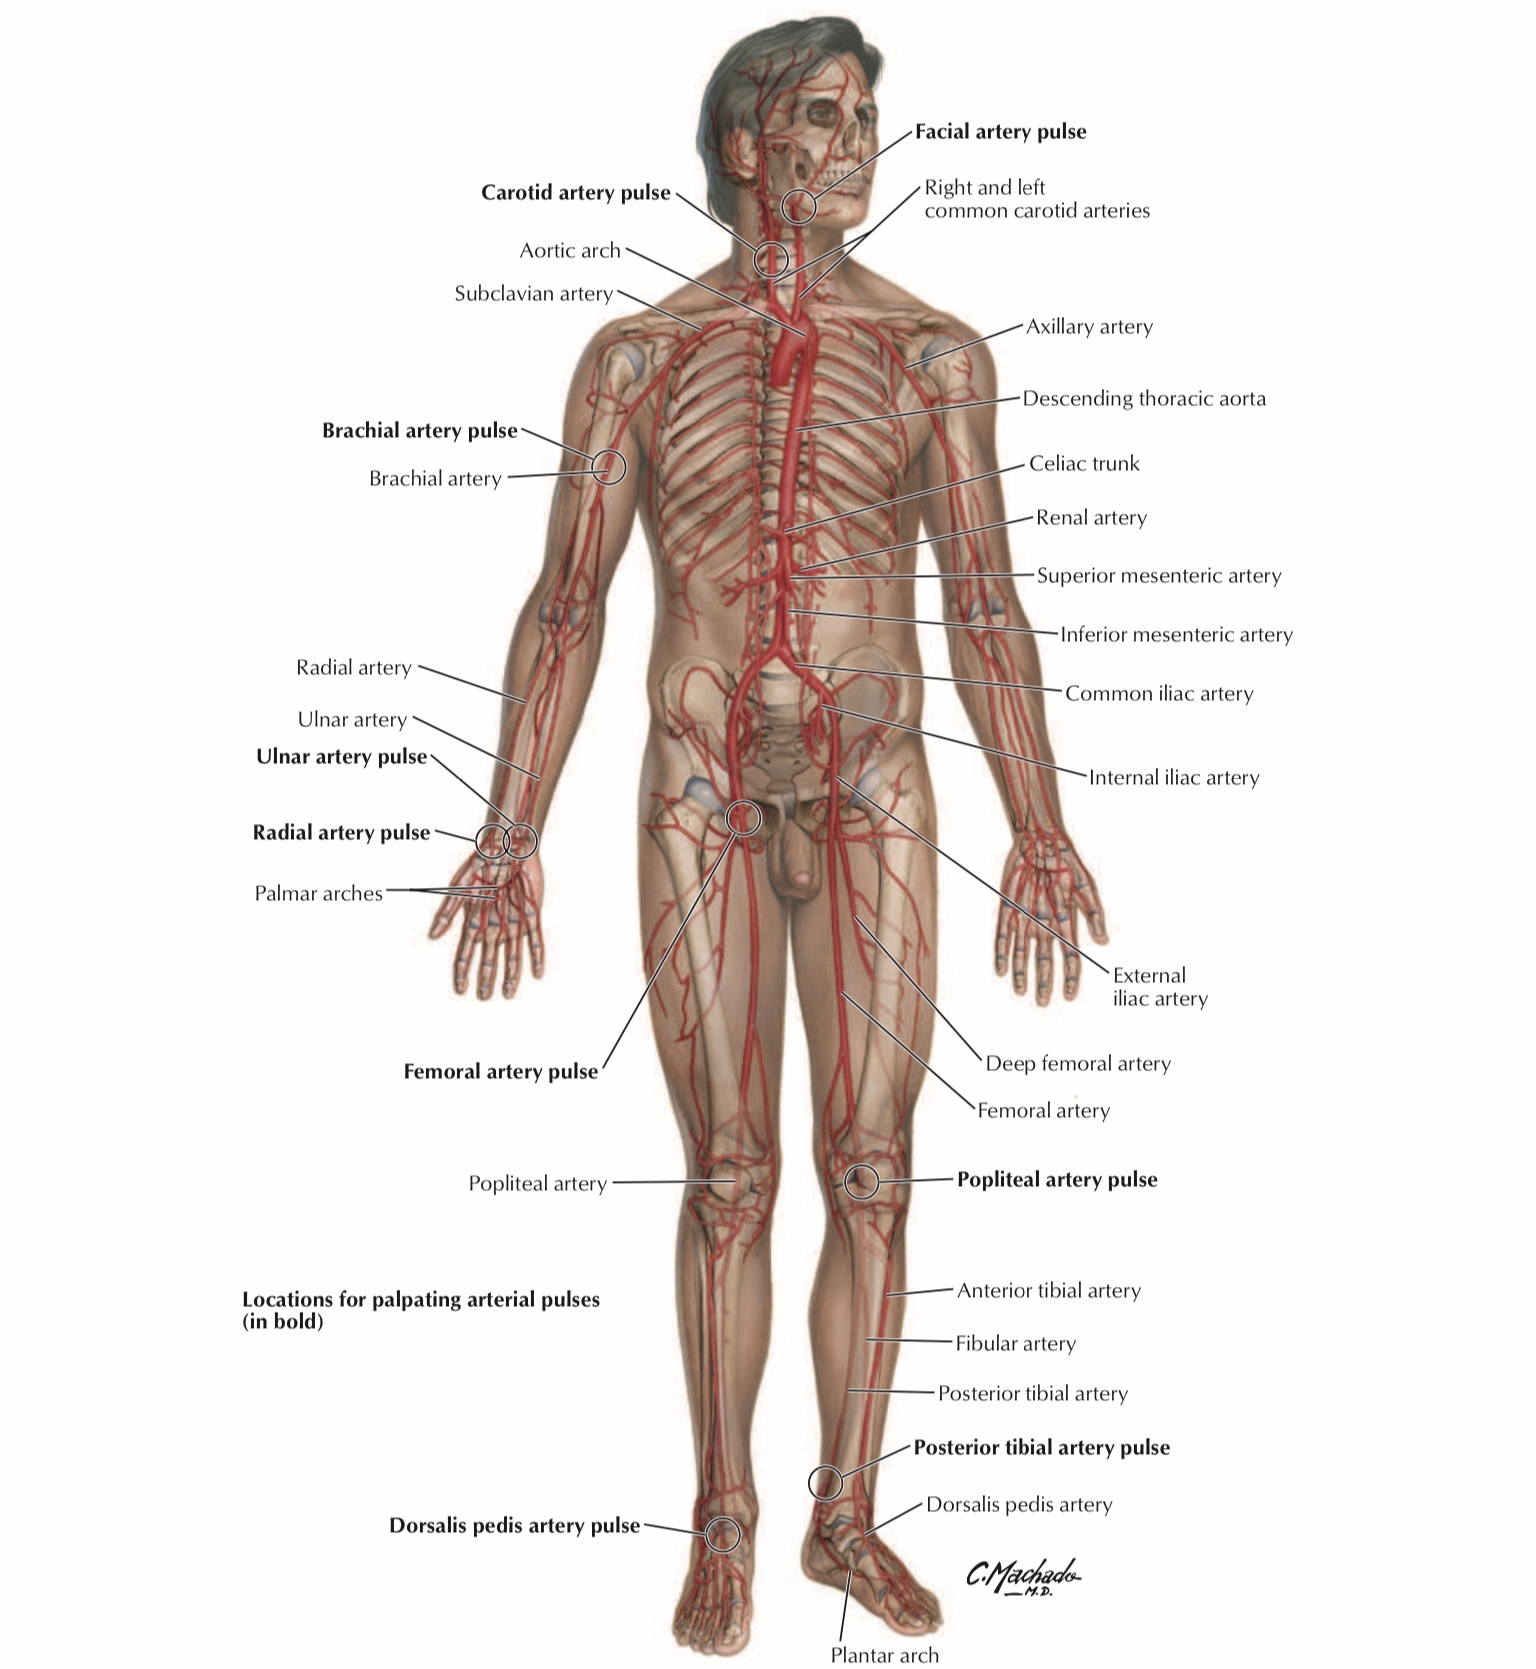 Facial artery pulse
Right and left
common carotid arteries
Carotid artery pulse
Aortic arch
Subclavian artery
Axillary artery
Descending thoracic aorta
Brachial artery pulse
Brachial artery
Celiac trunk
Renal artery
Superior mesenteric artery
Inferior mesenteric artery
Radial artery
Common iliac artery
Ulnar artery
Ulnar artery pulse
Internal iliac artery
Radial artery pulse
Palmar arches
External
iliac artery
Deep femoral artery
Femoral artery pulse
Femoral artery
Popliteal artery
Popliteal artery pulse
Anterior tibial artery
Locations for palpating arterial pulses
(in bold)
Fibular artery
Posterior tibial artery
Posterior tibial artery pulse
Dorsalis pedis artery
Dorsalis pedis artery pulse
C. Machado
M.D.
Plantar arch